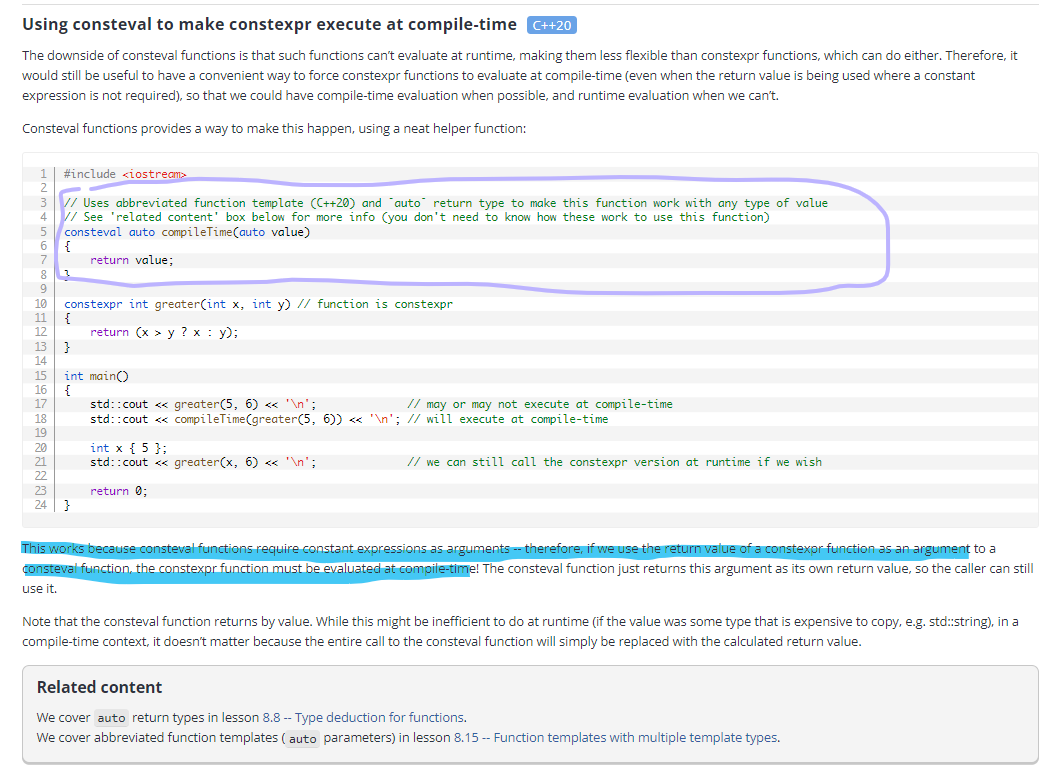 Using consteval to make constexpr execute at compile-time C++20
The downside of consteval functions is that such functions can't evaluate at runtime, making them less flexible than constexpr functions, which can do either. Therefore, it
would still be useful to have a convenient way to force constexpr functions to evaluate at compile-time (even when the return value is being used where a constant
expression is not required), so that we could have compile-time evaluation when possible, and runtime evaluation when we can't.
Consteval functions provides a way to make this happen, using a neat helper function:
1 #include <iostream>
2
3 // Uses abbreviated function template (C++20) and `auto` return type to make this function work with any type of value
4 // See 'related content' box below for more info (you don't need to know how these work to use this function)
5 consteval auto compileTime(auto value)
6 {
7     return value;
8 }
9
10 constexpr int greater(int x, int y) // function is constexpr
11 {
12     return (x > y ? x : y);
13 }
14
15 int main()
16 {
17     std::cout << greater(5, 6) << '\n';              // may or may not execute at compile-time
18     std::cout << compileTime(greater(5, 6)) << '\n'; // will execute at compile-time
19
20     int x { 5 };
21     std::cout << greater(x, 6) << '\n';              // we can still call the constexpr version at runtime if we wish
22
23     return 0;
24 }
This works because consteval functions require constant expressions as arguments -- therefore, if we use the return value of a constexpr function as an argument to a
consteval function, the constexpr function must be evaluated at compile-time! The consteval function just returns this argument as its own return value, so the caller can still
use it.
Note that the consteval function returns by value. While this might be inefficient to do at runtime (if the value was some type that is expensive to copy, e.g. std::string), in a
compile-time context, it doesn't matter because the entire call to the consteval function will simply be replaced with the calculated return value.
Related content
We cover auto return types in lesson 8.8 -- Type deduction for functions.
We cover abbreviated function templates (auto parameters) in lesson 8.15 -- Function templates with multiple template types.